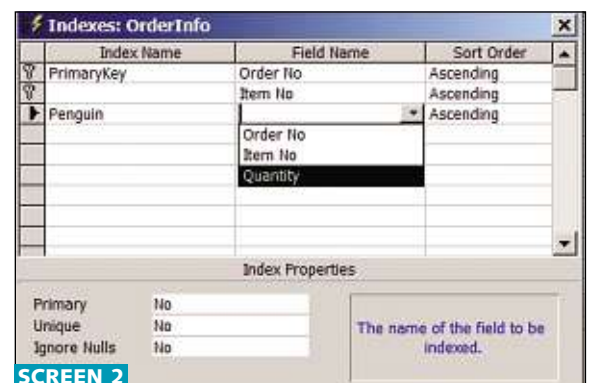 Indexes: OrderInfo
Index Name Field Name Sort Order
PrimaryKey Order No Ascending
Item No Ascending
Penguin Ascending
Order No
Item No
Quantity
Index Properties
Primary No
Unique No
Ignore Nulls No
The name of the field to be
indexed.
SCREEN 2